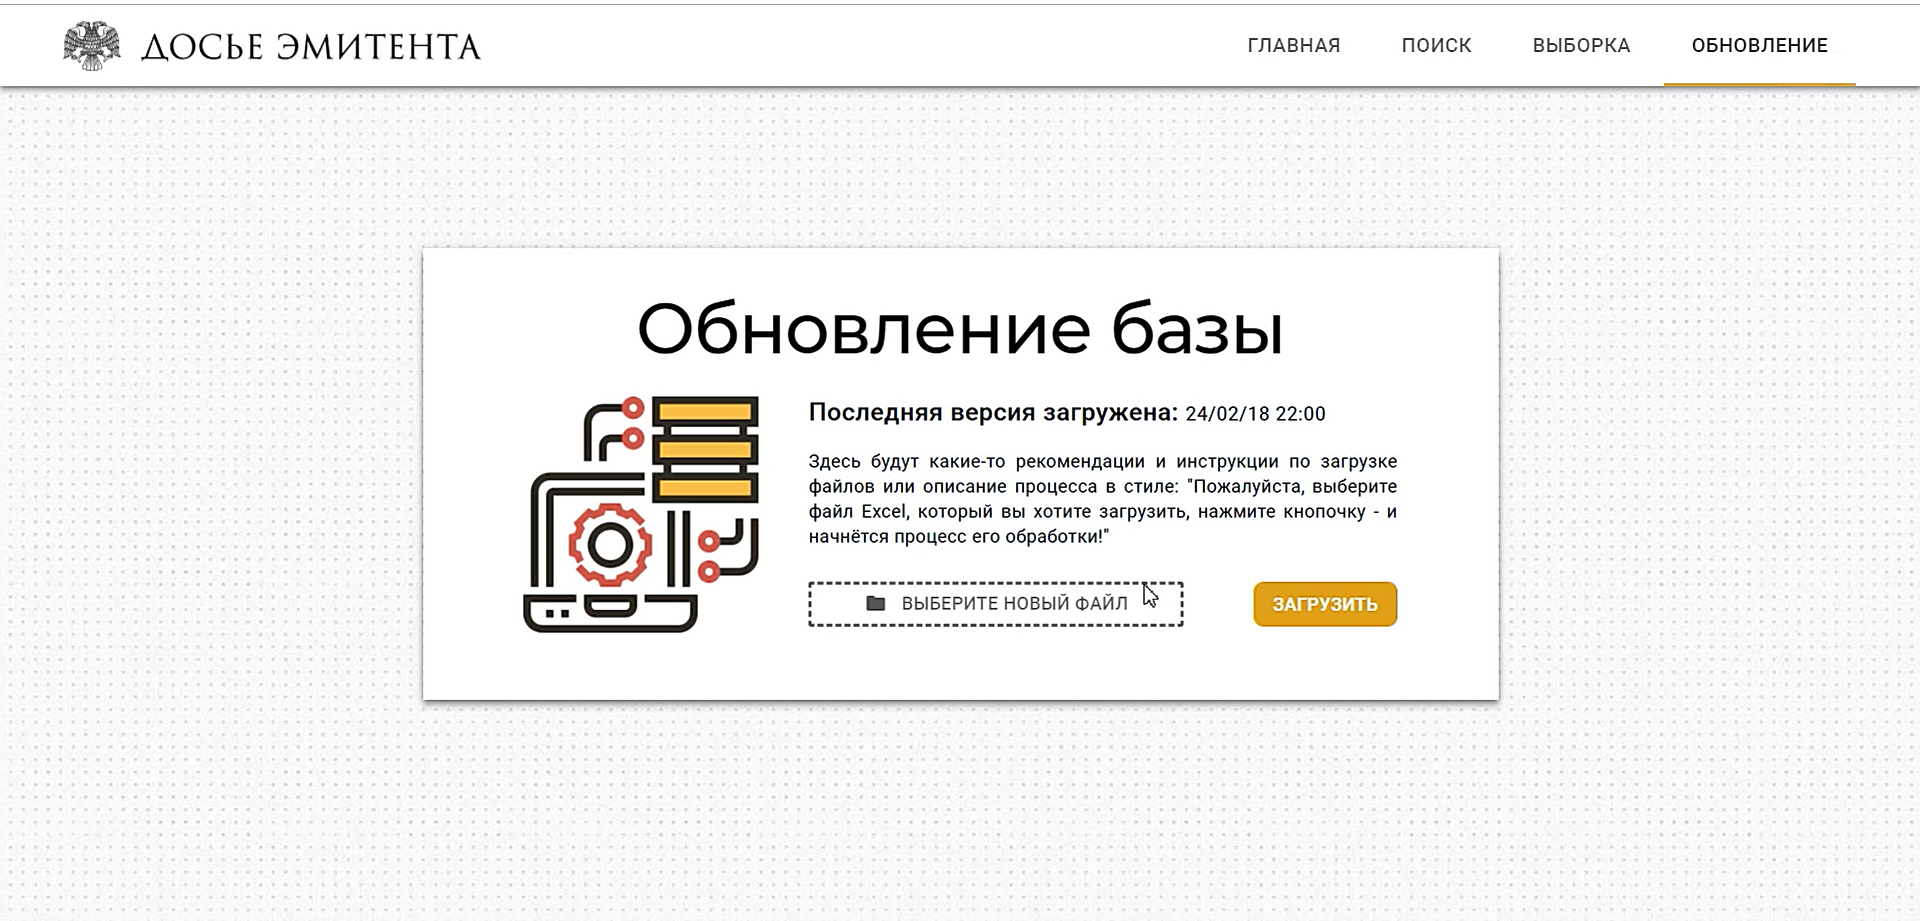 ДОСЬЕ ЭМИТЕНТА
ГЛАВНАЯ
ПОИСК
ВЫБОРКА
ОБНОВЛЕНИЕ
Обновление базы
Последняя версия загружена: 24/02/18 22:00
Здесь будут какие-то рекомендации и инструкции по загрузке
файлов или описание процесса в стиле: "Пожалуйста, выберите
файл Excel, который вы хотите загрузить, нажмите кнопочку - и
начнётся процесс его обработки!"
ВЫБЕРИТЕ НОВЫЙ ФАЙЛ
ЗАГРУЗИТЬ